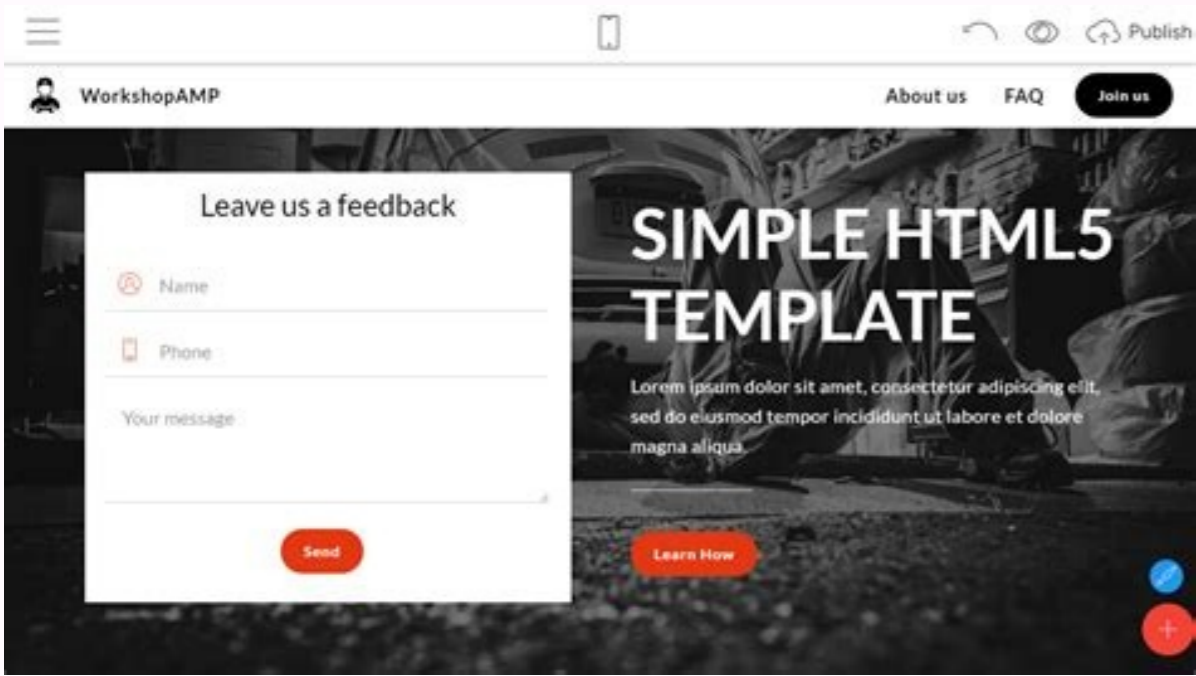 Publish
WorkshopAMP
About us
FAQ
Join us
Leave us a feedback
Name
Phone
Your message
Send
SIMPLE HTML5
TEMPLATE
Lorem ipsum dolor sit amet, consectetur adipiscing elit,
sed do eiusmod tempor incididunt ut labore et dolore
magna aliqua.
Learn How